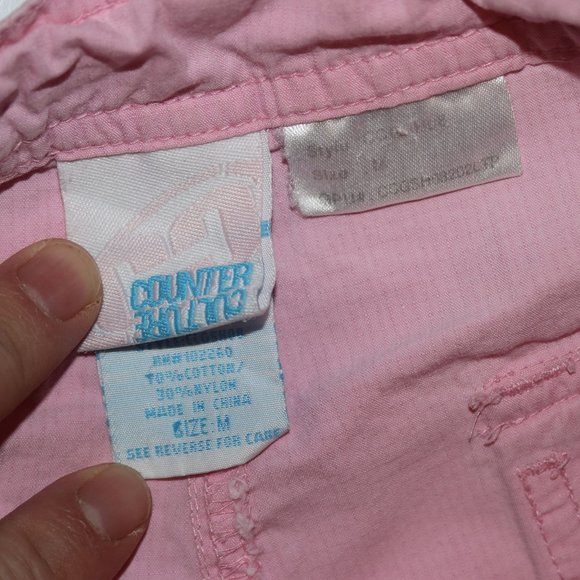 COUNTER
CULTURE
RN#102260
70%COTTON/
30%NYLON
MADE IN CHINA
SIZE:M
SEE REVERSE FOR CARE
Style
Size M